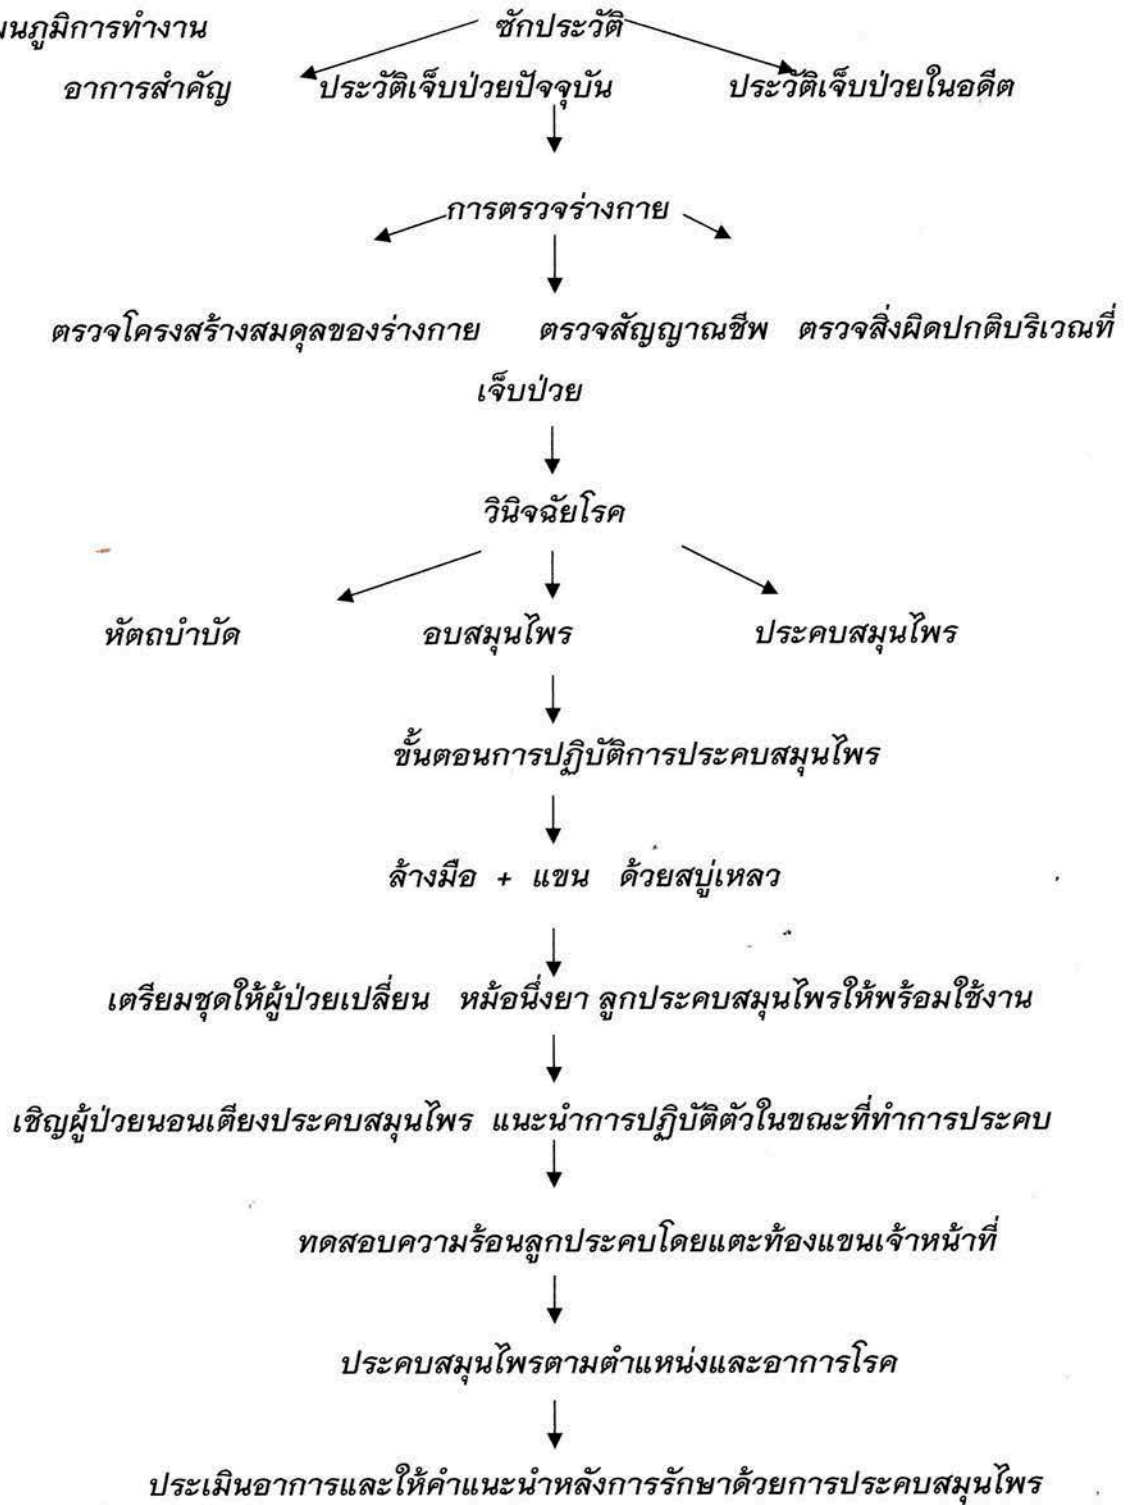 นภูมิการทำงาน ซักประวัติ
อาการสำคัญ ประวัติเจ็บป่วยปัจจุบัน ประวัติเจ็บป่วยในอดีต
การตรวจร่างกาย
ตรวจโครงสร้างสมดุลของร่างกาย ตรวจสัญญาณชีพ ตรวจสิ่งผิดปกติบริเวณที่
เจ็บป่วย
วินิจฉัยโรค
หัตถบำบัด อบสมุนไพร ประคบสมุนไพร
ขั้นตอนการปฏิบัติการประคบสมุนไพร
ล้างมือ + แขน ด้วยสบู่เหลว
เตรียมชุดให้ผู้ป่วยเปลี่ยน หม้อนึ่งยา ลูกประคบสมุนไพรให้พร้อมใช้งาน
เชิญผู้ป่วยนอนเตียงประคบสมุนไพร แนะนำการปฏิบัติตัวในขณะที่ทำการประคบ
ทดสอบความร้อนลูกประคบโดยแตะท้องแขนเจ้าหน้าที่
ประคบสมุนไพรตามตำแหน่งและอาการโรค
ประเมินอาการและให้คำแนะนำหลังการรักษาด้วยการประคบสมุนไพร